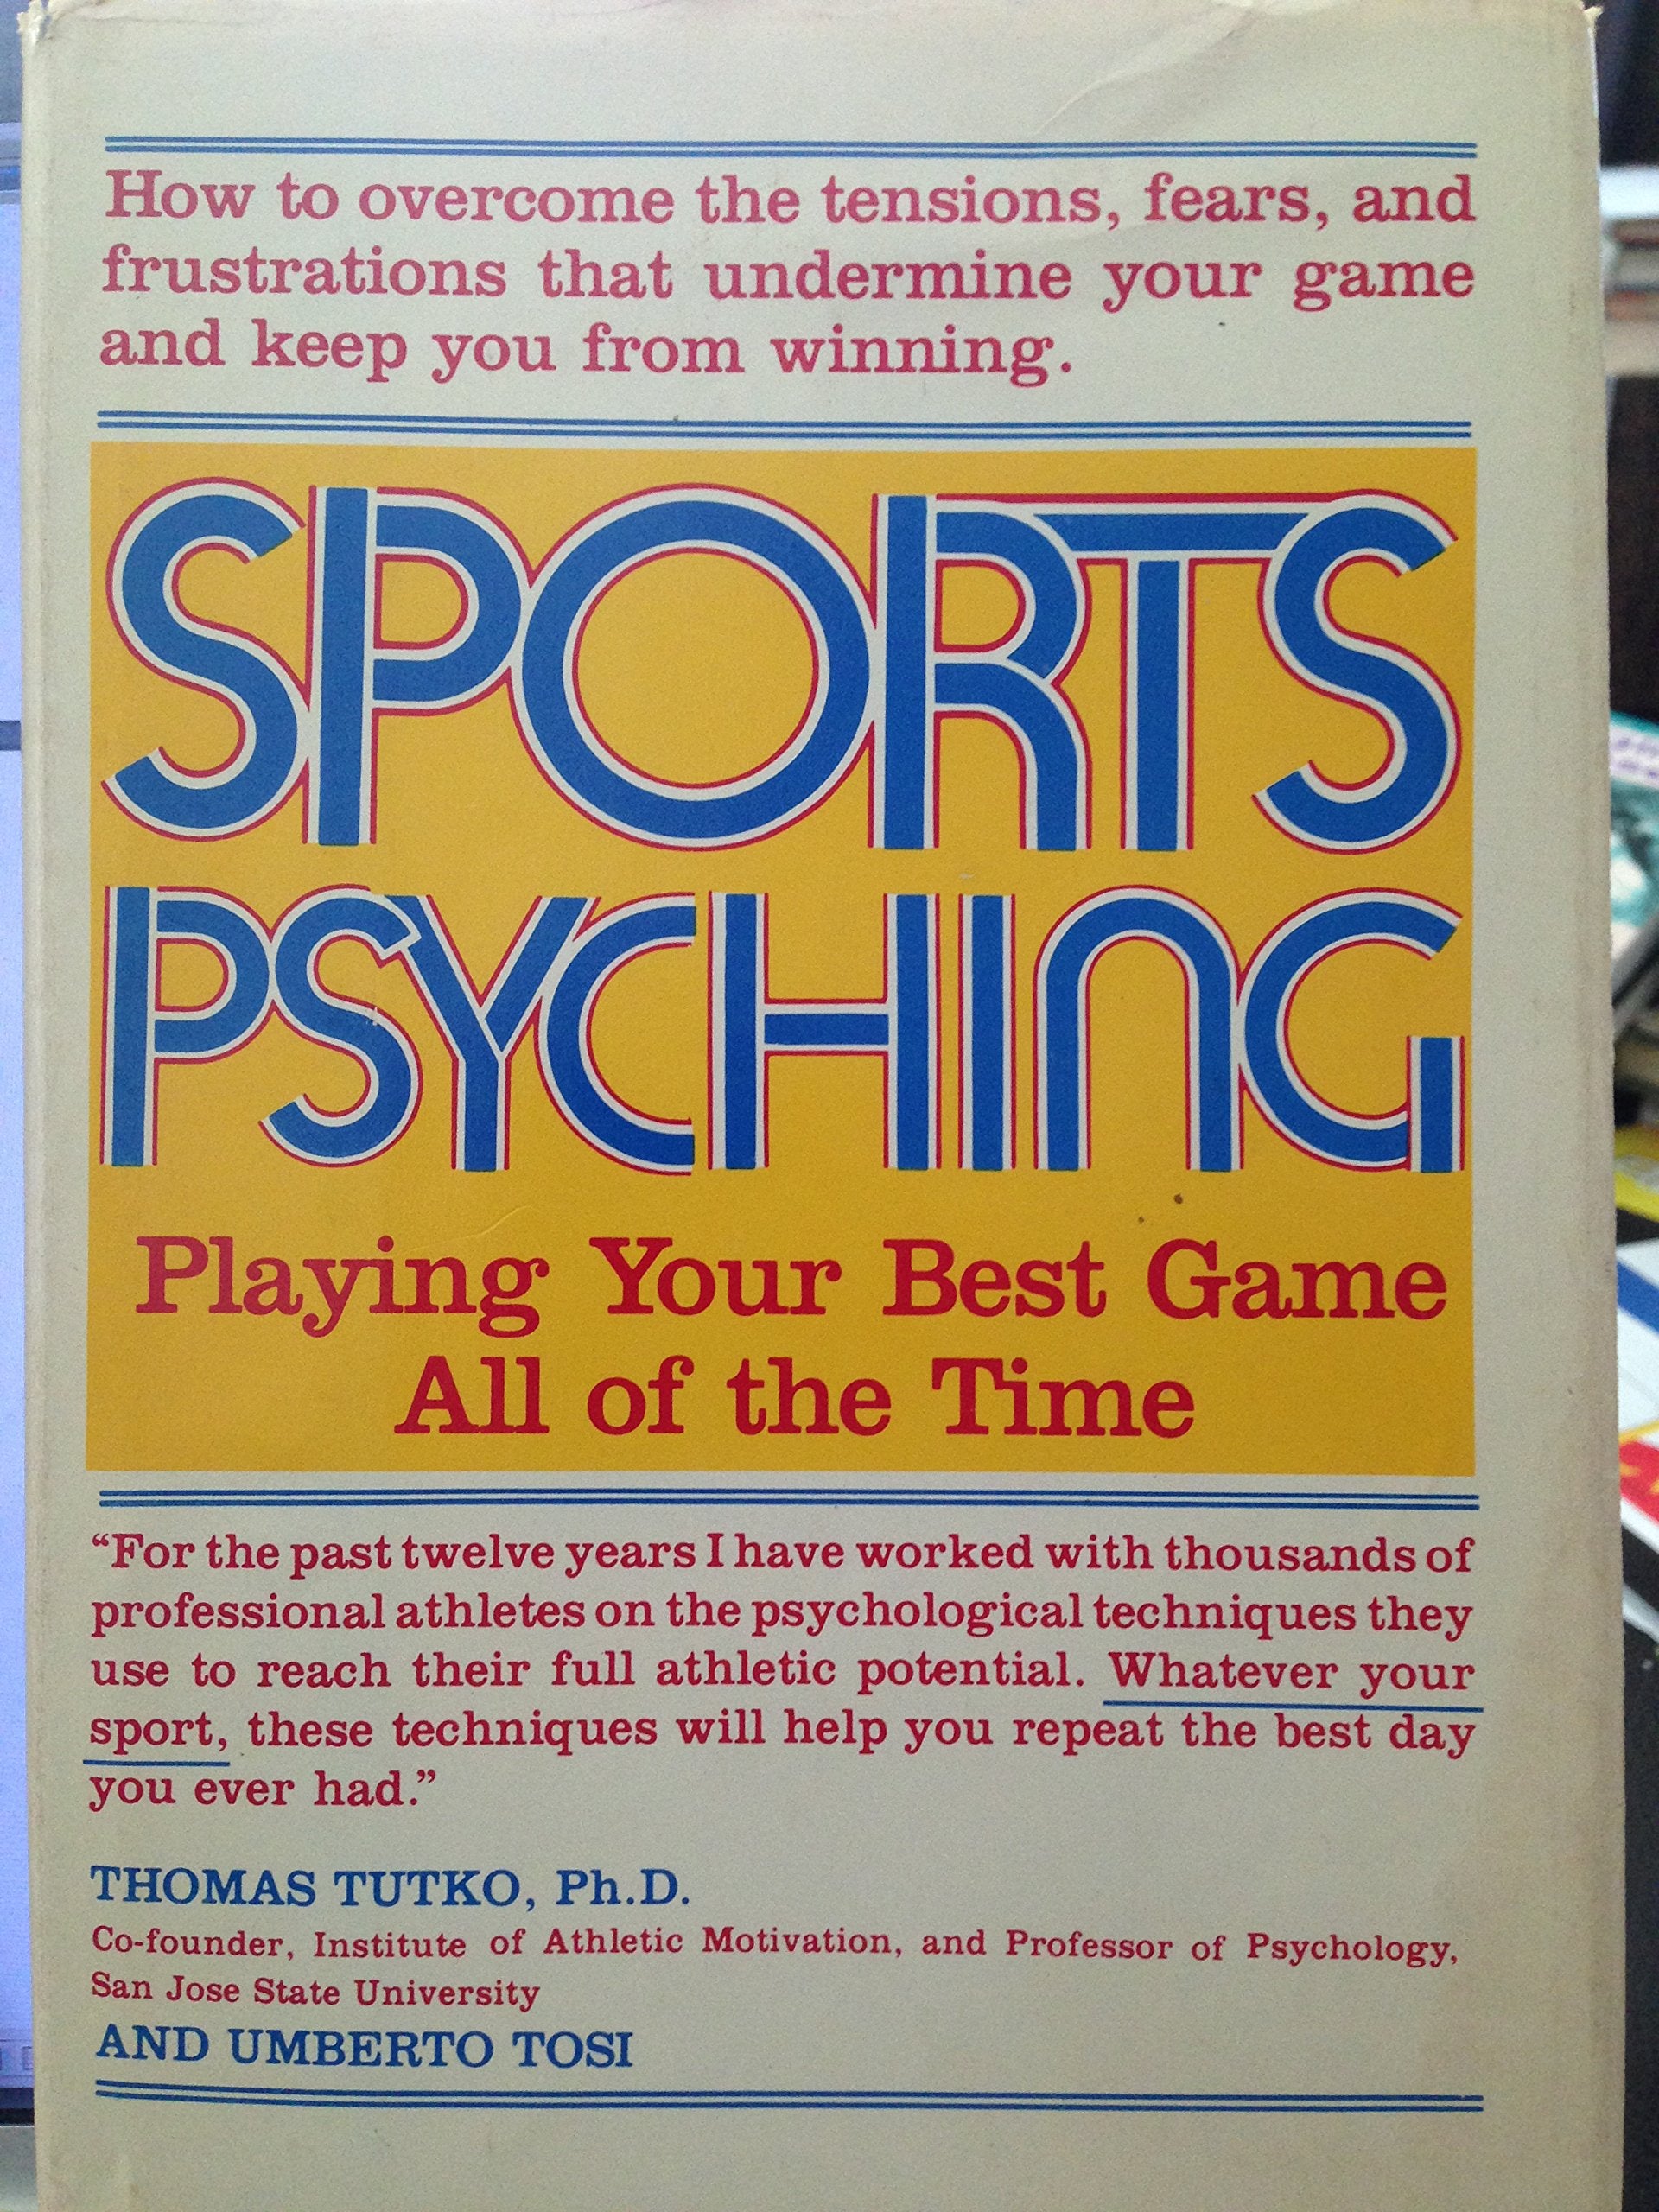 How to overcome the tensions, fears, and
frustrations that undermine your game
and keep you from winning.
SPORTS
PSYCHING
Playing Your Best Game
All of the Time
“For the past twelve years I have worked with thousands of
professional athletes on the psychological techniques they
use to reach their full athletic potential. Whatever your
sport, these techniques will help you repeat the best day
you ever had.”
THOMAS TUTKO, Ph.D.
Co-founder, Institute of Athletic Motivation, and Professor of Psychology,
San Jose State University
AND UMBERTO TOSI